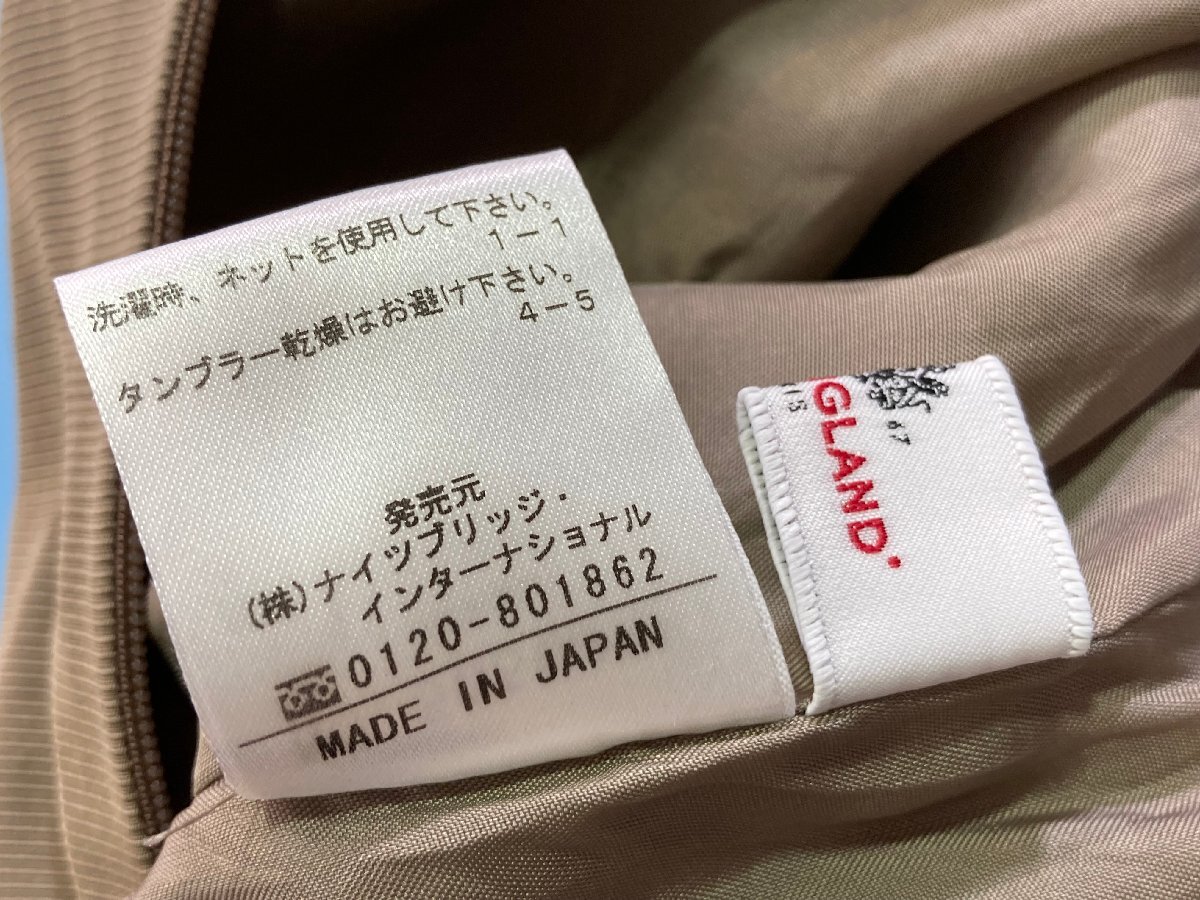 洗濯時、ネットを使用して下さい。
1-1
タンブラー乾燥はお避け下さい。
4-5
発売元
(株)ナイツブリッジ・
インターナショナル
0120-801862
MADE IN JAPAN
GLAND
67